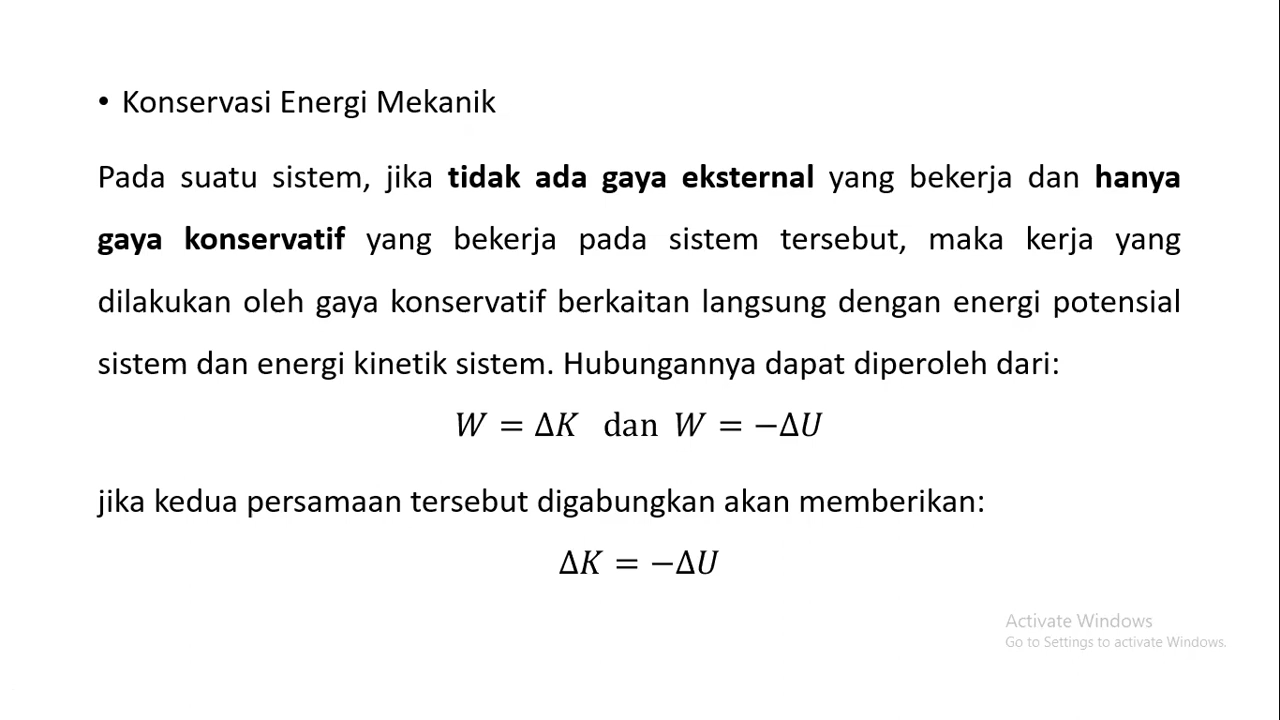 • Konservasi Energi Mekanik
Pada suatu sistem, jika tidak ada gaya eksternal yang bekerja dan hanya
gaya konservatif yang bekerja pada sistem tersebut, maka kerja yang
dilakukan oleh gaya konservatif berkaitan langsung dengan energi potensial
sistem dan energi kinetik sistem. Hubungannya dapat diperoleh dari:
W = ΔK dan W = −ΔU
jika kedua persamaan tersebut digabungkan akan memberikan:
ΔK = −ΔU
Activate Windows
Go to Settings to activate Windows.